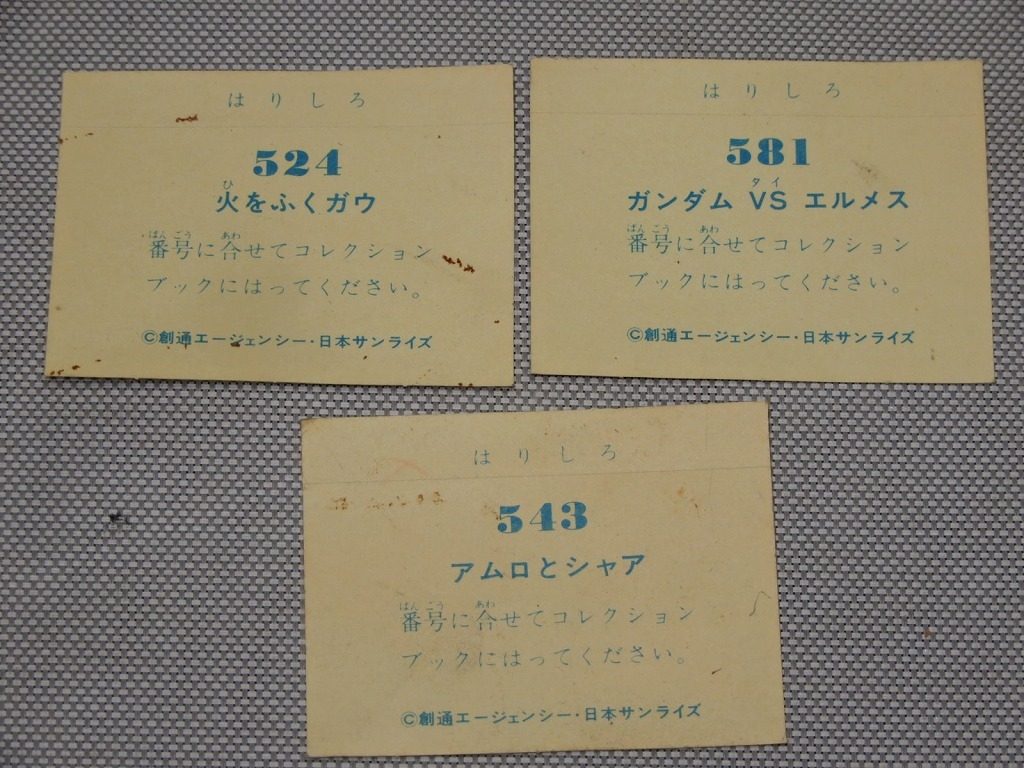 はりしろ
524
ひ
火をふくガウ
ばんごう あわ
番号に合せてコレクション
ブックにはってください。
©創通エージェンシー・日本サンライズ
はりしろ
581
タイ
ガンダム VS エルメス
ばんごう あわ
番号に合せてコレクション
ブックにはってください。
©創通エージェンシー・日本サンライズ
はりしろ
543
アムロとシャア
ばんごう あわ
番号に合せてコレクション
ブックにはってください。
©創通エージェンシー・日本サンライズ